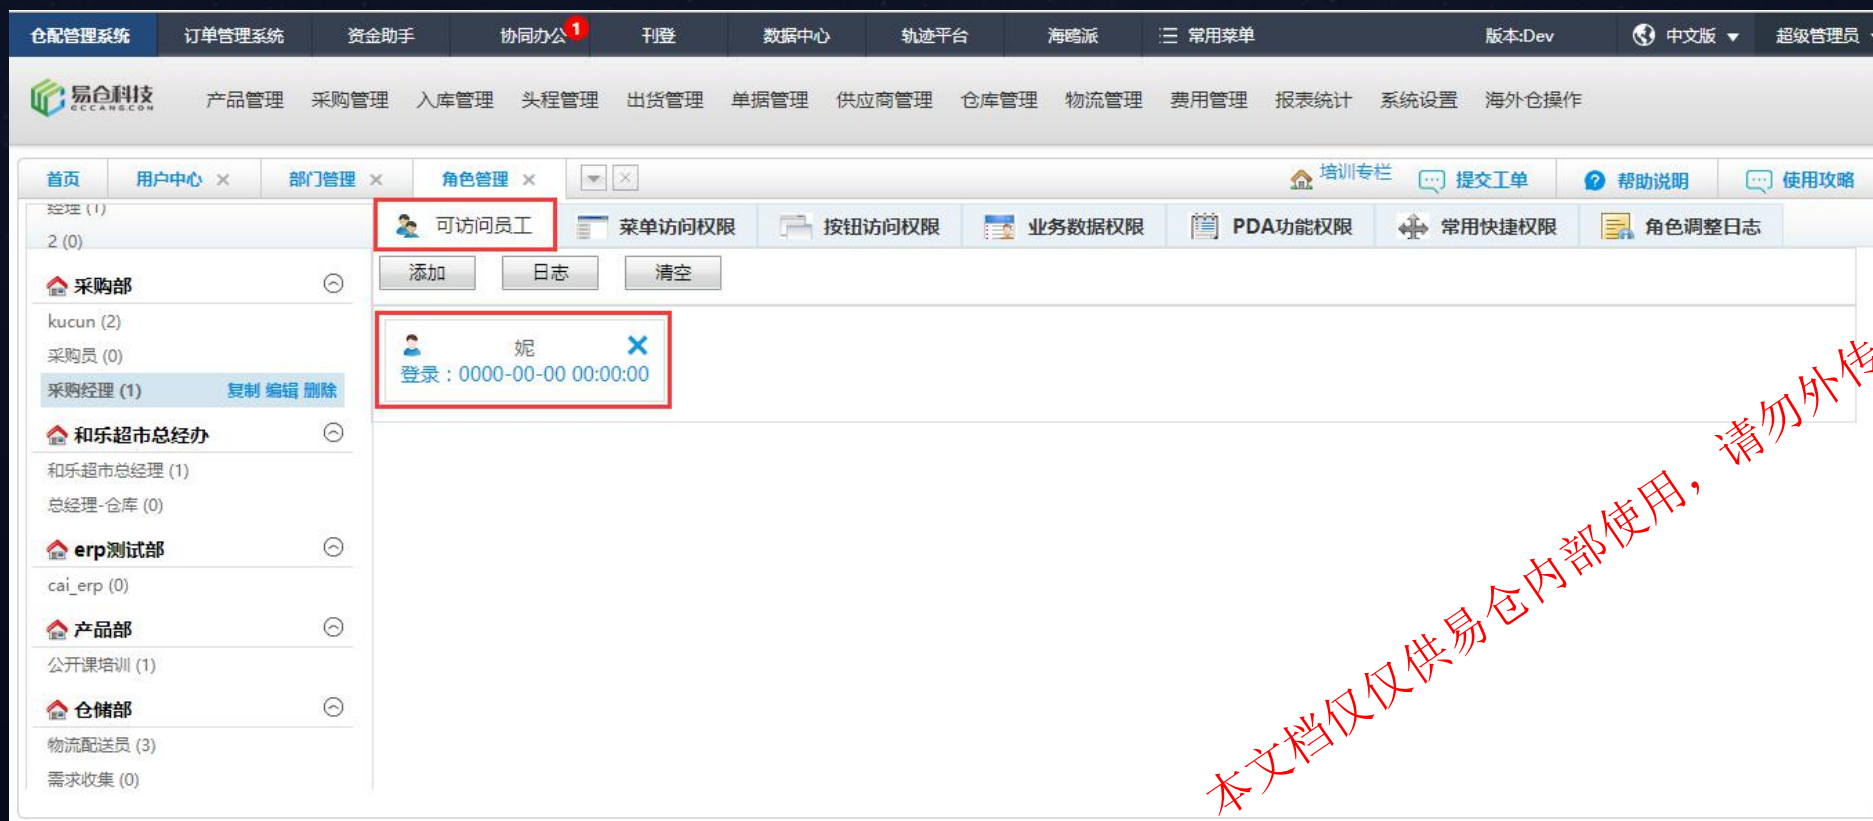 仓配管理系统 订单管理系统 资金助手 协同办公 1 刊登 数据中心 轨迹平台 海鸥派 常用菜单 版本:Dev 中文版 超级管理员
易仓科技 产品管理 采购管理 入库管理 头程管理 出货管理 单据管理 供应商管理 仓库管理 物流管理 费用管理 报表统计 系统设置 海外仓操作
ECCANG.COM
首页 用户中心 部门管理 角色管理 培训专栏 提交工单 帮助说明 使用攻略
经理 (1)
2 (0)
可访问员工 菜单访问权限 按钮访问权限 业务数据权限 PDA功能权限 常用快捷权限 角色调整日志
添加 日志 清空
采购部
kucun (2)
采购员 (0)
采购经理 (1) 复制 编辑 删除
妮
登录：0000-00-00 00:00:00
和乐超市总经办
和乐超市总经理 (1)
总经理-仓库 (0)
erp测试部
cai_erp (0)
产品部
公开课培训 (1)
仓储部
物流配送员 (3)
需求收集 (0)
本文档仅仅供易仓内部使用，请勿外传